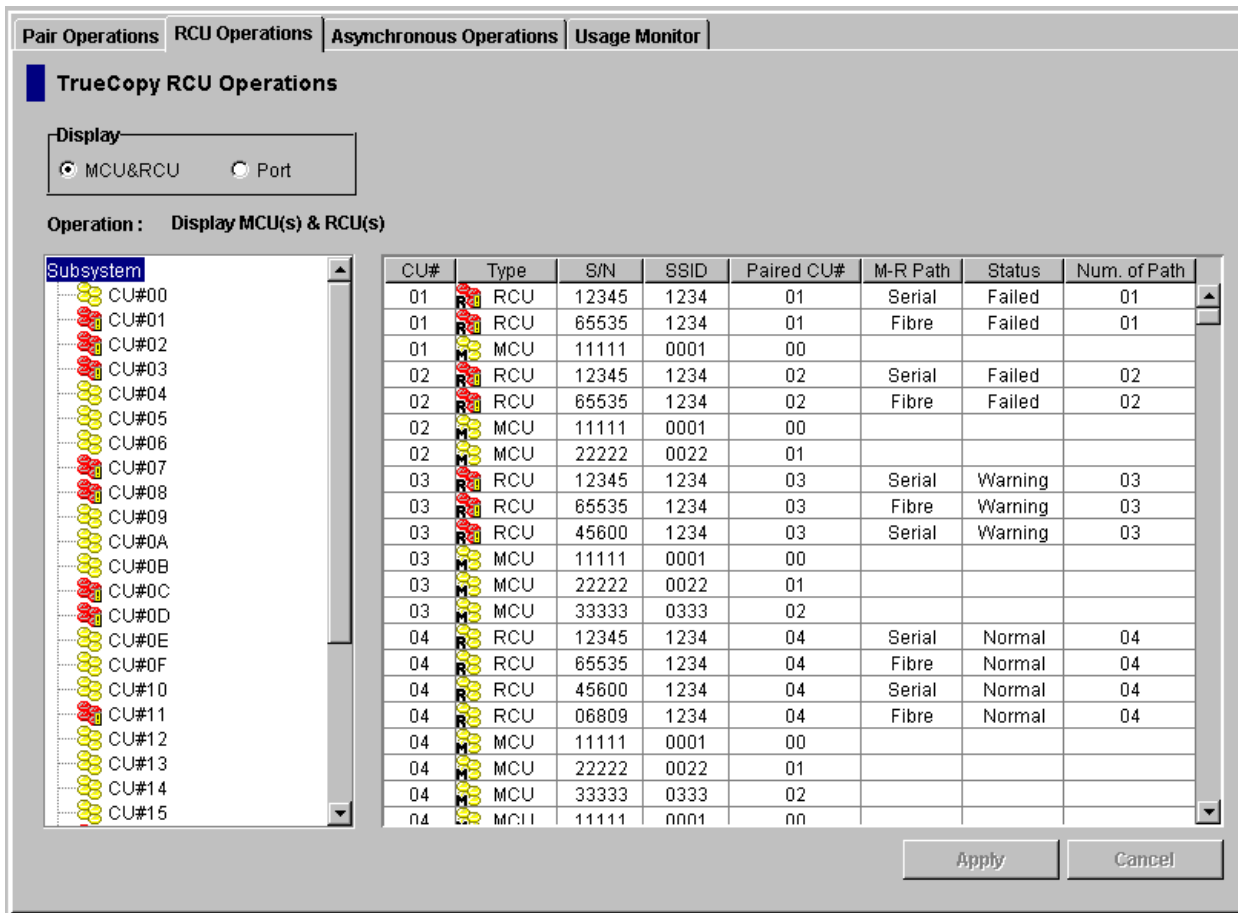 Pair Operations RCU Operations Asynchronous Operations Usage Monitor
TrueCopy RCU Operations
Display
MCU&RCU Port
Operation : Display MCU(s) & RCU(s)
Subsystem
CU#00
CU#01
CU#02
CU#03
CU#04
CU#05
CU#06
CU#07
CU#08
CU#09
CU#0A
CU#0B
CU#0C
CU#0D
CU#0E
CU#0F
CU#10
CU#11
CU#12
CU#13
CU#14
CU#15
CU# Type S/N SSID Paired CU# M-R Path Status Num. of Path
01 R RCU 12345 1234 01 Serial Failed 01
01 R RCU 65535 1234 01 Fibre Failed 01
01 M MCU 11111 0001 00
02 R RCU 12345 1234 02 Serial Failed 02
02 R RCU 65535 1234 02 Fibre Failed 02
02 M MCU 11111 0001 00
02 M MCU 22222 0022 01
03 R RCU 12345 1234 03 Serial Warning 03
03 R RCU 65535 1234 03 Fibre Warning 03
03 R RCU 45600 1234 03 Serial Warning 03
03 M MCU 11111 0001 00
03 M MCU 22222 0022 01
03 M MCU 33333 0333 02
04 R RCU 12345 1234 04 Serial Normal 04
04 R RCU 65535 1234 04 Fibre Normal 04
04 R RCU 45600 1234 04 Serial Normal 04
04 R RCU 06809 1234 04 Fibre Normal 04
04 M MCU 11111 0001 00
04 M MCU 22222 0022 01
04 M MCU 33333 0333 02
04 M MCU 11111 0001 00
Apply Cancel